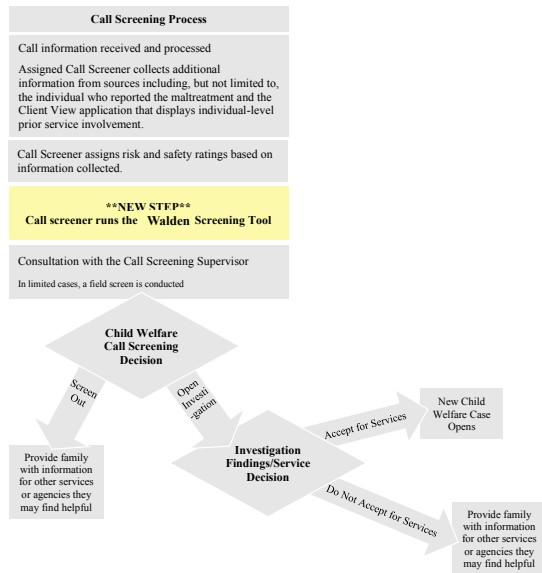 Call Screening Process
Call information received and processed
Assigned Call Screener collects additional
information from sources including, but not limited to,
the individual who reported the maltreatment and the
Client View application that displays individual-level
prior service involvement.
Call Screener assigns risk and safety ratings based on
information collected.
**NEW STEP**
Call screener runs the Walden Screening Tool
Consultation with the Call Screening Supervisor
In limited cases, a field screen is conducted
Child Welfare
Call Screening
Decision
Screen
Out
Open
Investi
-gation
Provide family
with information
for other services
or agencies they
may find helpful
Investigation
Findings/Service
Decision
Accept for Services
New Child
Welfare Case
Opens
Do Not Accept for Services
Provide family
with information
for other services
or agencies they
may find helpful